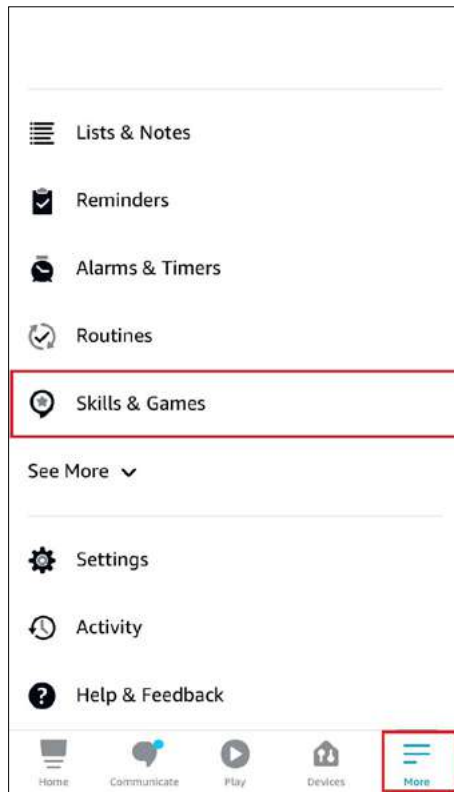 Lists & Notes
Reminders
Alarms & Timers
Routines
Skills & Games
See More
Settings
Activity
Help & Feedback
Home Communicate Play Devices More